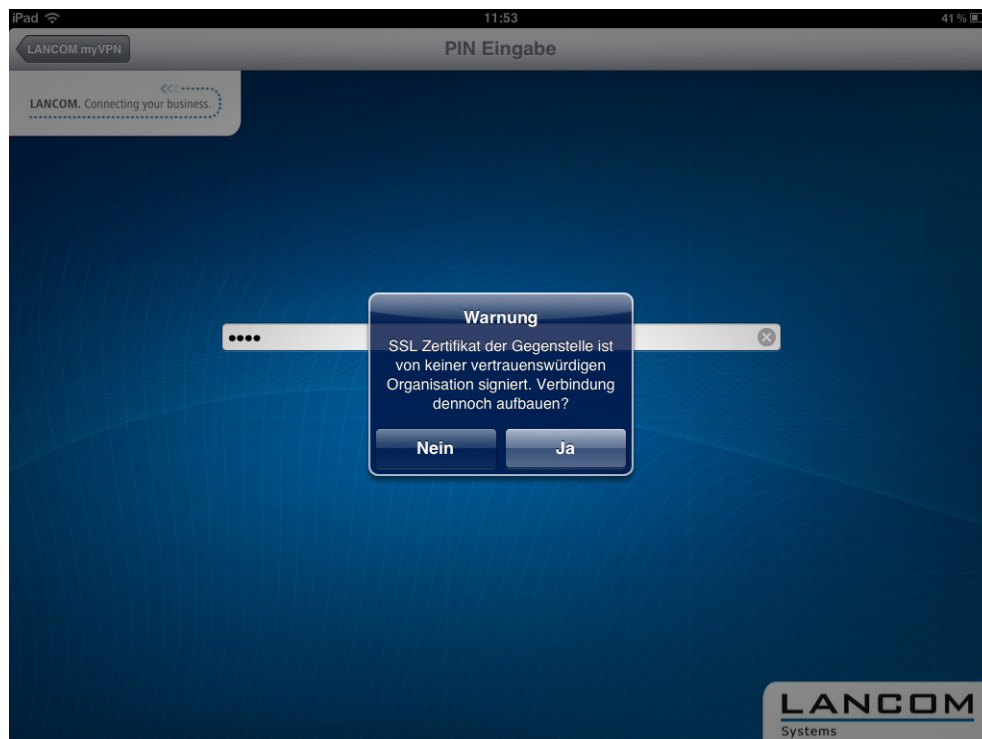 iPad 11:53 41 %
LANCOM myVPN PIN Eingabe
LANCOM. Connecting your business.
Warnung
SSL Zertifikat der Gegenstelle ist
von keiner vertrauenswürdigen
Organisation signiert. Verbindung
dennoch aufbauen?
Nein Ja
LANCOM
Systems